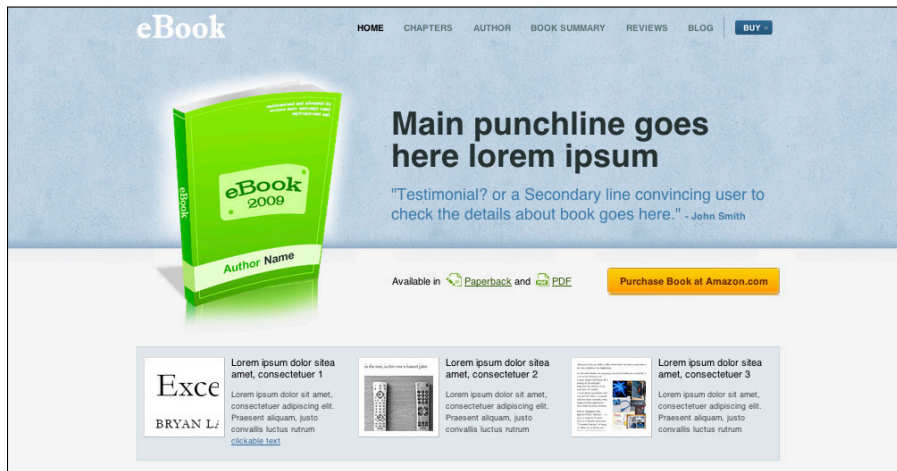 eBook
HOME CHAPTERS AUTHOR BOOK SUMMARY REVIEWS BLOG BUY »
Main punchline goes
here lorem ipsum
"Testimonial? or a Secondary line convincing user to
check the details about book goes here." - John Smith
eBook
2009
eBook
Author Name
Available in Paperback and PDF
Purchase Book at Amazon.com
Exce
BRYAN LA
Lorem ipsum dolor sitea
amet, consectetuer 1
Lorem ipsum dolor sit amet,
consectetuer adipiscing elit.
Praesent aliquam, justo
convallis luctus rutrum
clickable text
Lorem ipsum dolor sitea
amet, consectetuer 2
Lorem ipsum dolor sit amet,
consectetuer adipiscing elit.
Praesent aliquam, justo
convallis luctus rutrum
Lorem ipsum dolor sitea
amet, consectetuer 3
Lorem ipsum dolor sit amet,
consectetuer adipiscing elit.
Praesent aliquam, justo
convallis luctus rutrum